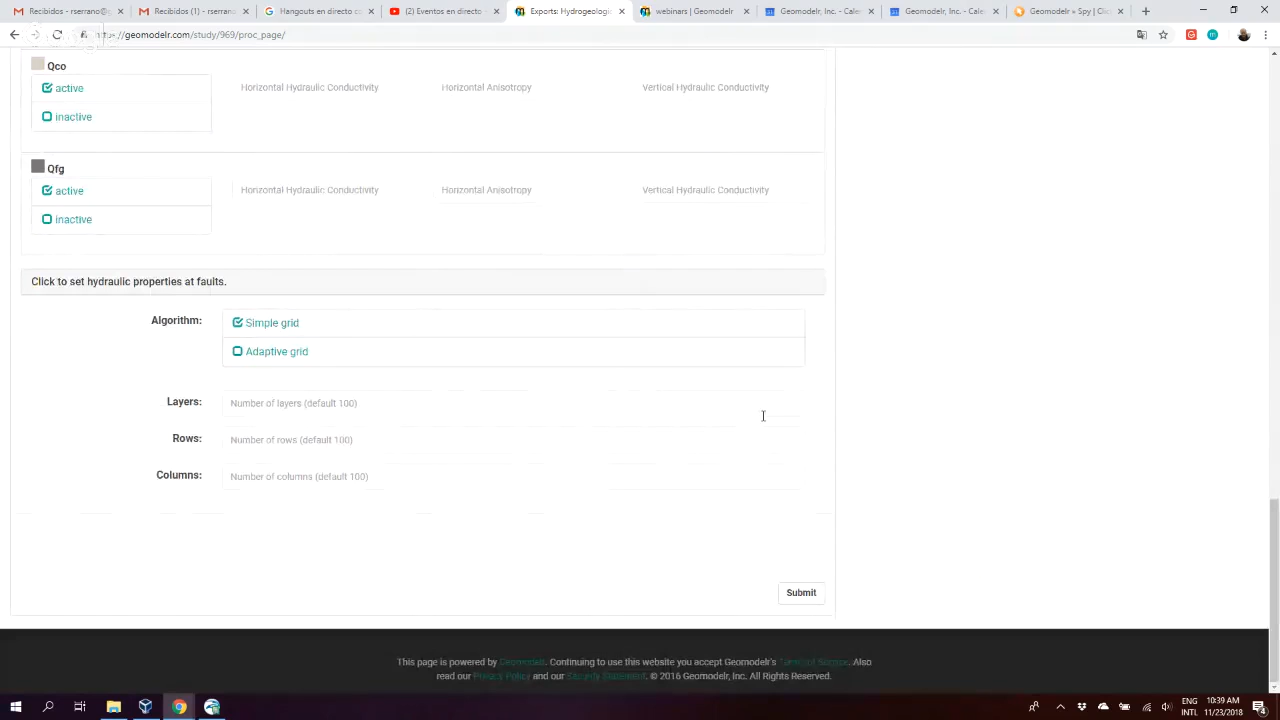 Recibidos - rserrano@
Recibidos - rserrano@
Hangouts en directo co
(2) Eventos en directo
Exports: Hydrogeologic
webinars | Geomodelr
Geomodelr, Inc. - Cale
Geomodelr, Inc. - Cale
Geomodelr « Spy | Clic
https://geomodelr.com/study/969/proc_page/
Qco
active
Horizontal Hydraulic Conductivity
Horizontal Anisotropy
Vertical Hydraulic Conductivity
inactive
Qfg
active
Horizontal Hydraulic Conductivity
Horizontal Anisotropy
Vertical Hydraulic Conductivity
inactive
Click to set hydraulic properties at faults.
Algorithm:
Simple grid
Adaptive grid
Layers:
Number of layers (default 100)
Rows:
Number of rows (default 100)
Columns:
Number of columns (default 100)
Submit
This page is powered by Geomodelr. Continuing to use this website you accept Geomodelr's Terms of Service. Also
read our Privacy Policy and our Security Statement. © 2016 Geomodelr, Inc. All Rights Reserved.
ENG
INTL
10:39 AM
11/23/2018